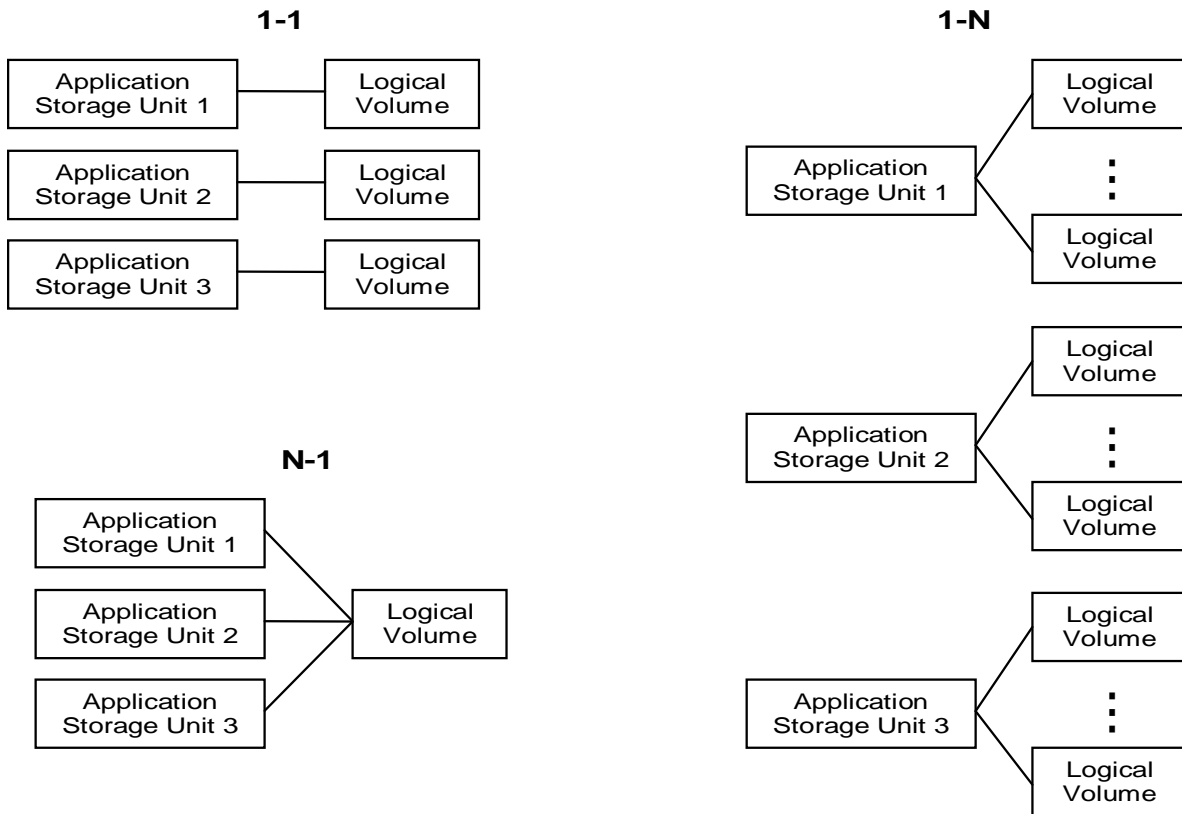 1-1
Application
Storage Unit 1
Logical
Volume
Application
Storage Unit 2
Logical
Volume
Application
Storage Unit 3
Logical
Volume
N-1
Application
Storage Unit 1
Application
Storage Unit 2
Application
Storage Unit 3
Logical
Volume
1-N
Application
Storage Unit 1
Logical
Volume
Logical
Volume
Application
Storage Unit 2
Logical
Volume
Logical
Volume
Application
Storage Unit 3
Logical
Volume
Logical
Volume